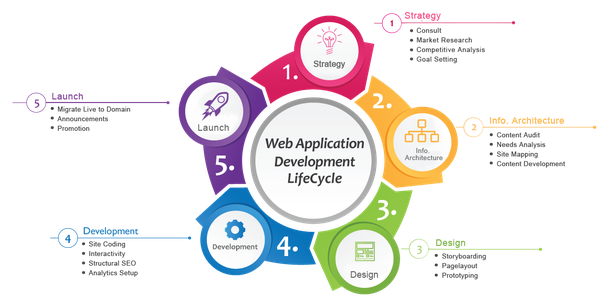 1
Strategy
Consult
Market Research
Competitive Analysis
Goal Setting
Strategy
1.
2.
Info.
Architecture
2
Info. Architecture
Content Audit
Needs Analysis
Site Mapping
Content Development
5
Launch
Migrate Live to Domain
Announcements
Promotion
Launch
5.
Web Application
Development
LifeCycle
3.
Design
3
Design
Storyboarding
Pagelayout
Prototyping
4
Development
Site Coding
Interactivity
Structural SEO
Analytics Setup
Development
4.